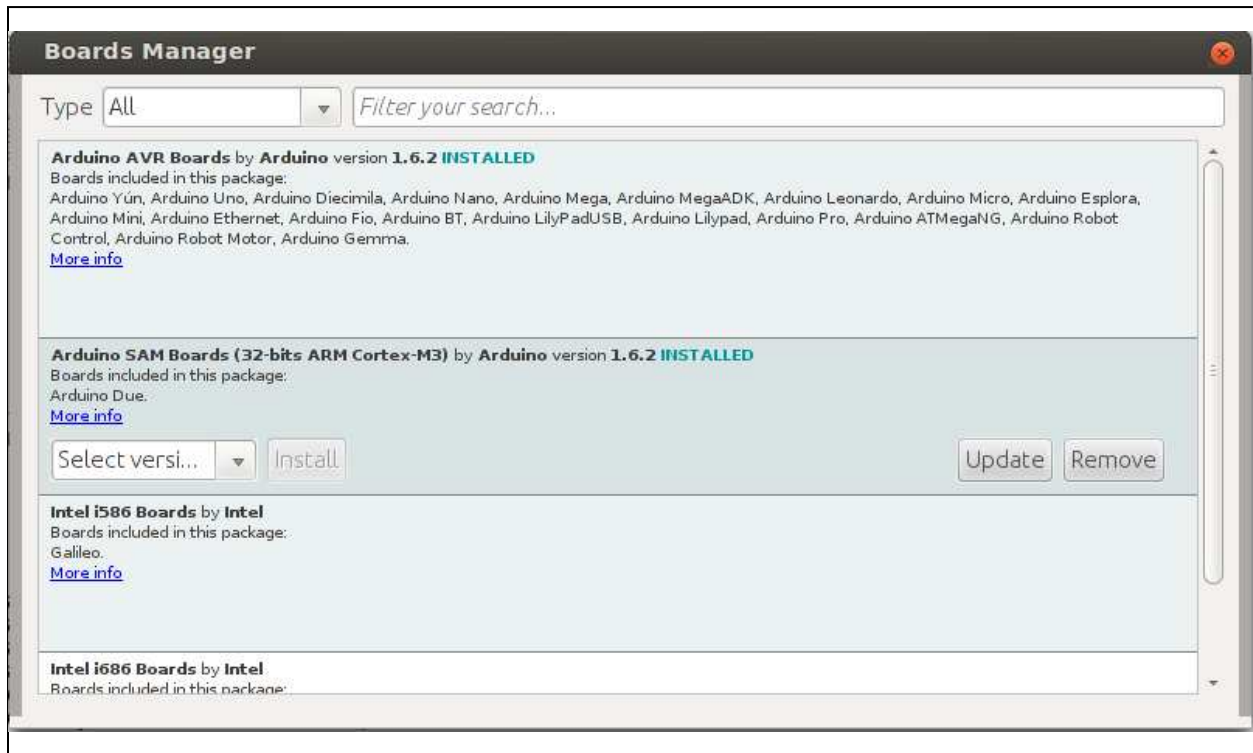 Boards Manager
Type All Filter your search...
Arduino AVR Boards by Arduino version 1.6.2 INSTALLED
Boards included in this package:
Arduino Yún, Arduino Uno, Arduino Diecimila, Arduino Nano, Arduino Mega, Arduino MegaADK, Arduino Leonardo, Arduino Micro, Arduino Esplora,
Arduino Mini, Arduino Ethernet, Arduino Fio, Arduino BT, Arduino LilyPadUSB, Arduino Lilypad, Arduino Pro, Arduino ATMegaNG, Arduino Robot
Control, Arduino Robot Motor, Arduino Gemma.
More info
Arduino SAM Boards (32-bits ARM Cortex-M3) by Arduino version 1.6.2 INSTALLED
Boards included in this package:
Arduino Due.
More info
Select versi... Install Update Remove
Intel i586 Boards by Intel
Boards included in this package:
Galileo.
More info
Intel i686 Boards by Intel
Boards included in this package: